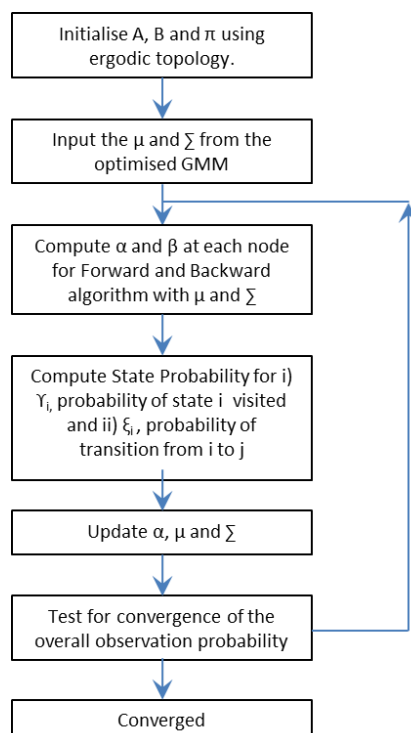 Initialise A, B and π using
ergodic topology.
Input the μ and ∑ from the
optimised GMM
Compute α and β at each node
for Forward and Backward
algorithm with μ and ∑
Compute State Probability for i)
ϒi, probability of state i visited
and ii) ξi , probability of
transition from i to j
Update α, μ and ∑
Test for convergence of the
overall observation probability
Converged